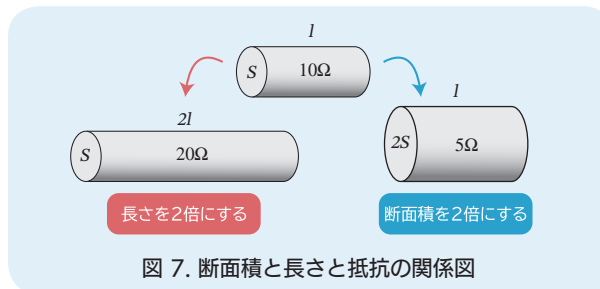 l
S 10Ω
2l
S 20Ω
長さを2倍にする
l
2S 5Ω
断面積を2倍にする
図 7. 断面積と長さと抵抗の関係図